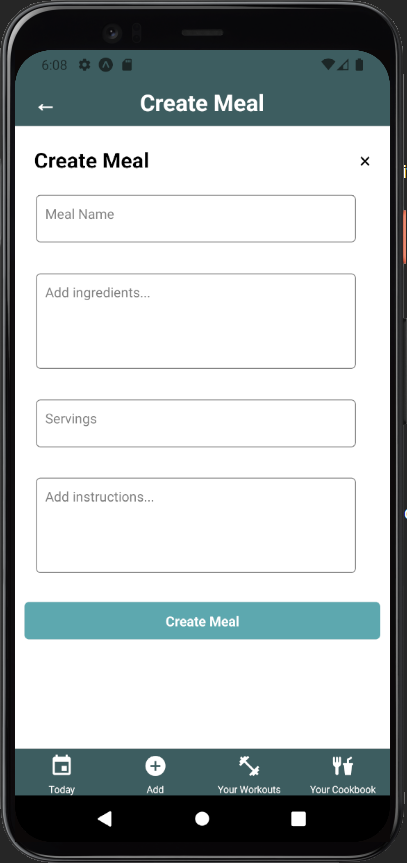 6:08
Create Meal
Create Meal
Meal Name
Add ingredients...
Servings
Add instructions...
Create Meal
Today
Add
Your Workouts
Your Cookbook